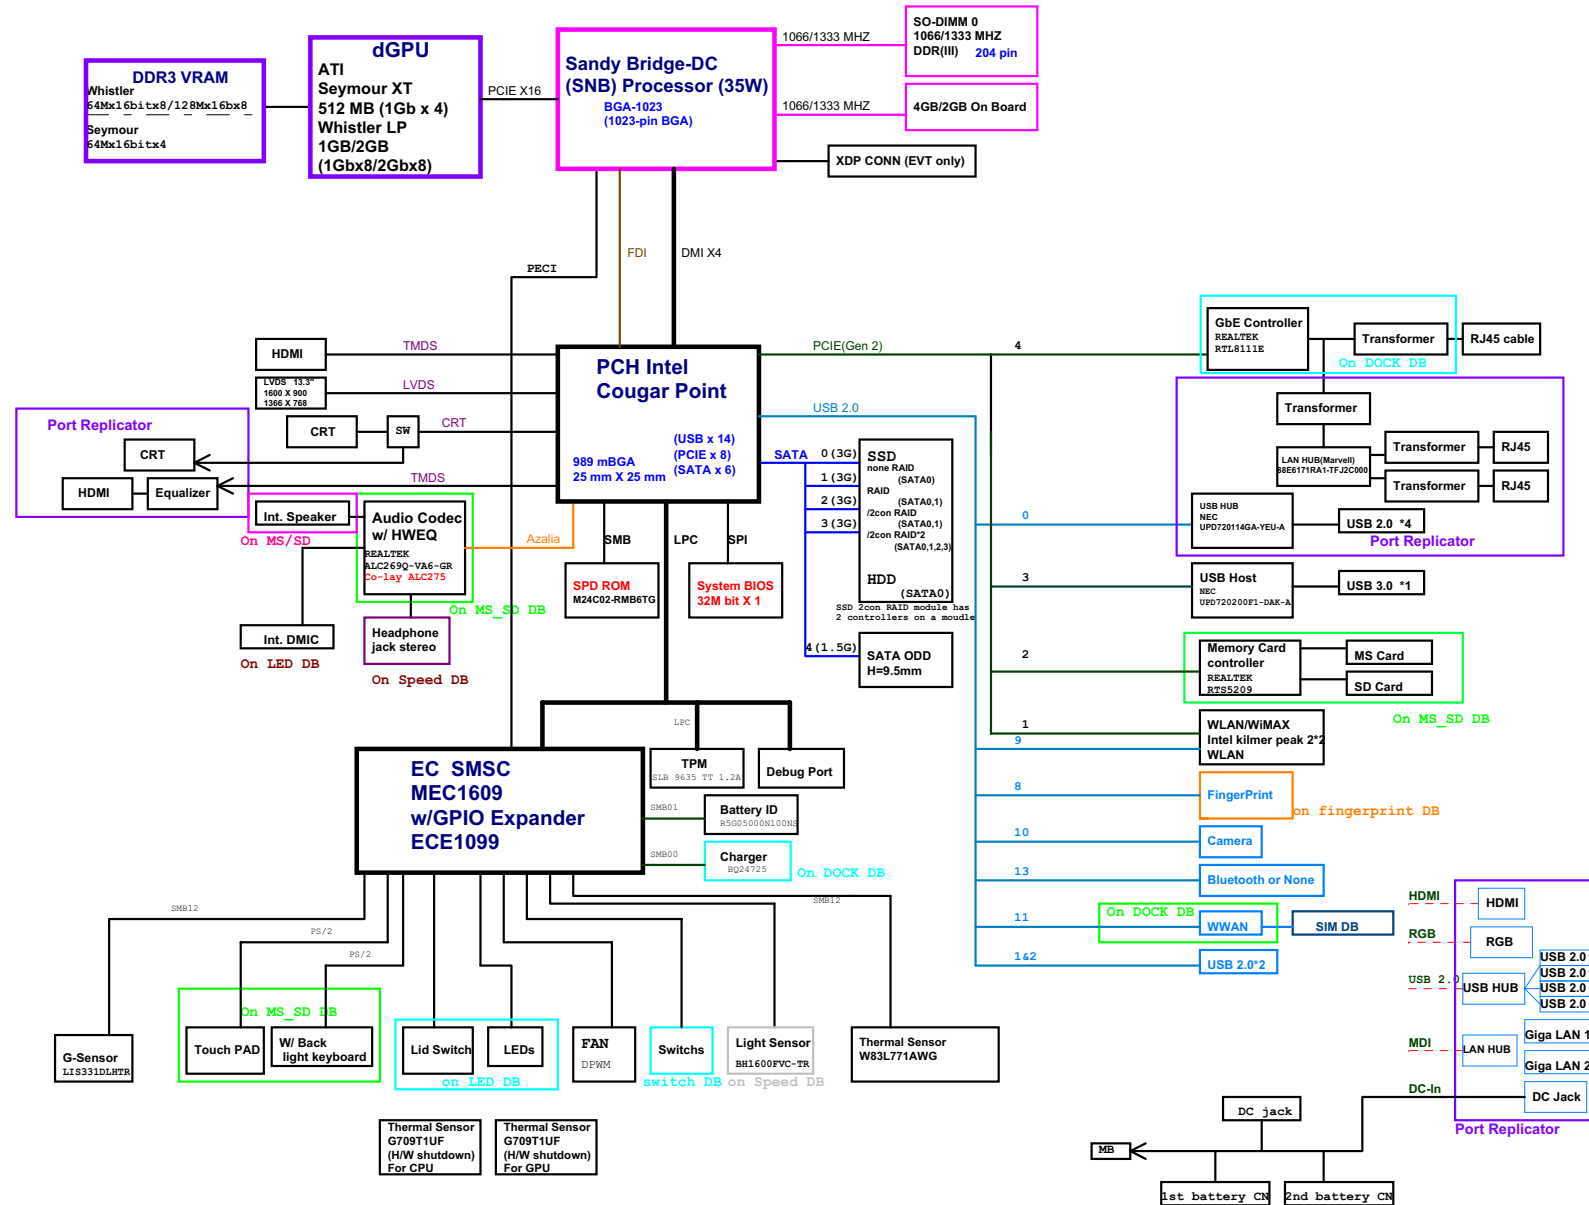 DDR3 VRAM
Whistler
64Mx16bitx8/128Mx16bx8
Seymour
64Mx16bitx4
dGPU
ATI
Seymour XT
512 MB (1Gb x 4)
Whistler LP
1GB/2GB
(1Gbx8/2Gbx8)
PCIE X16
Sandy Bridge-DC
(SNB) Processor (35W)
BGA-1023
(1023-pin BGA)
1066/1333 MHZ
SO-DIMM 0
1066/1333 MHZ
DDR(III) 204 pin
1066/1333 MHZ
4GB/2GB On Board
XDP CONN (EVT only)
PECI
FDI
DMI X4
HDMI
TMDS
LVDS 13.3"
1600 X 900
1366 X 768
LVDS
CRT
SW
CRT
Port Replicator
CRT
HDMI
Equalizer
TMDS
PCH Intel
Cougar Point
(USB x 14)
(PCIE x 8)
(SATA x 6)
989 mBGA
25 mm X 25 mm
Int. Speaker
On MS/SD
Audio Codec
w/ HWEQ
REALTEK
ALC269Q-VA6-GR
Co-lay ALC275
On MS_SD DB
Azalia
Int. DMIC
On LED DB
Headphone
jack stereo
On Speed DB
SMB
LPC
SPI
SPD ROM
M24C02-RMB6TG
System BIOS
32M bit X 1
PCIE(Gen 2)
USB 2.0
SATA
0(3G)
1(3G)
2(3G)
3(3G)
4(1.5G)
SSD
none RAID
(SATA0)
RAID
(SATA0,1)
/2con RAID
(SATA0,1)
/2con RAID*2
(SATA0,1,2,3)
HDD
(SATA0)
SSD 2con RAID module has
2 controllers on a moudle
SATA ODD
H=9.5mm
4
GbE Controller
REALTEK
RTL8111E
Transformer
RJ45 cable
On DOCK DB
Transformer
LAN HUB(Marvell)
88E6171RA1-TFJ2C000
Transformer
RJ45
Transformer
RJ45
0
USB HUB
NEC
UPD720114GA-YEU-A
USB 2.0 *4
Port Replicator
3
USB Host
NEC
UPD720200F1-DAK-A
USB 3.0 *1
2
Memory Card
controller
REALTEK
RTS5209
MS Card
SD Card
On MS_SD DB
1
9
WLAN/WiMAX
Intel kilmer peak 2*2
WLAN
8
FingerPrint
on fingerprint DB
10
Camera
13
Bluetooth or None
11
On DOCK DB
WWAN
SIM DB
1&2
USB 2.0*2
LPC
TPM
SLB 9635 TT 1.2A
Debug Port
EC SMSC
MEC1609
w/GPIO Expander
ECE1099
SMB01
Battery ID
R5G05000N100NS
SMB00
Charger
BQ24725
On DOCK DB
SMB12
PS/2
PS/2
SMB12
G-Sensor
LIS331DLHTR
On MS_SD DB
Touch PAD
W/ Back
light keyboard
Lid Switch
LEDs
on LED DB
FAN
DPWM
Switchs
switch DB
Light Sensor
BH1600FVC-TR
on Speed DB
Thermal Sensor
W83L771AWG
Thermal Sensor
G709T1UF
(H/W shutdown)
For CPU
Thermal Sensor
G709T1UF
(H/W shutdown)
For GPU
HDMI
HDMI
RGB
RGB
USB 2.0
USB HUB
USB 2.0
USB 2.0
USB 2.0
USB 2.0
MDI
LAN HUB
Giga LAN 1
Giga LAN 2
DC-In
DC Jack
Port Replicator
DC jack
MB
1st battery CN
2nd battery CN